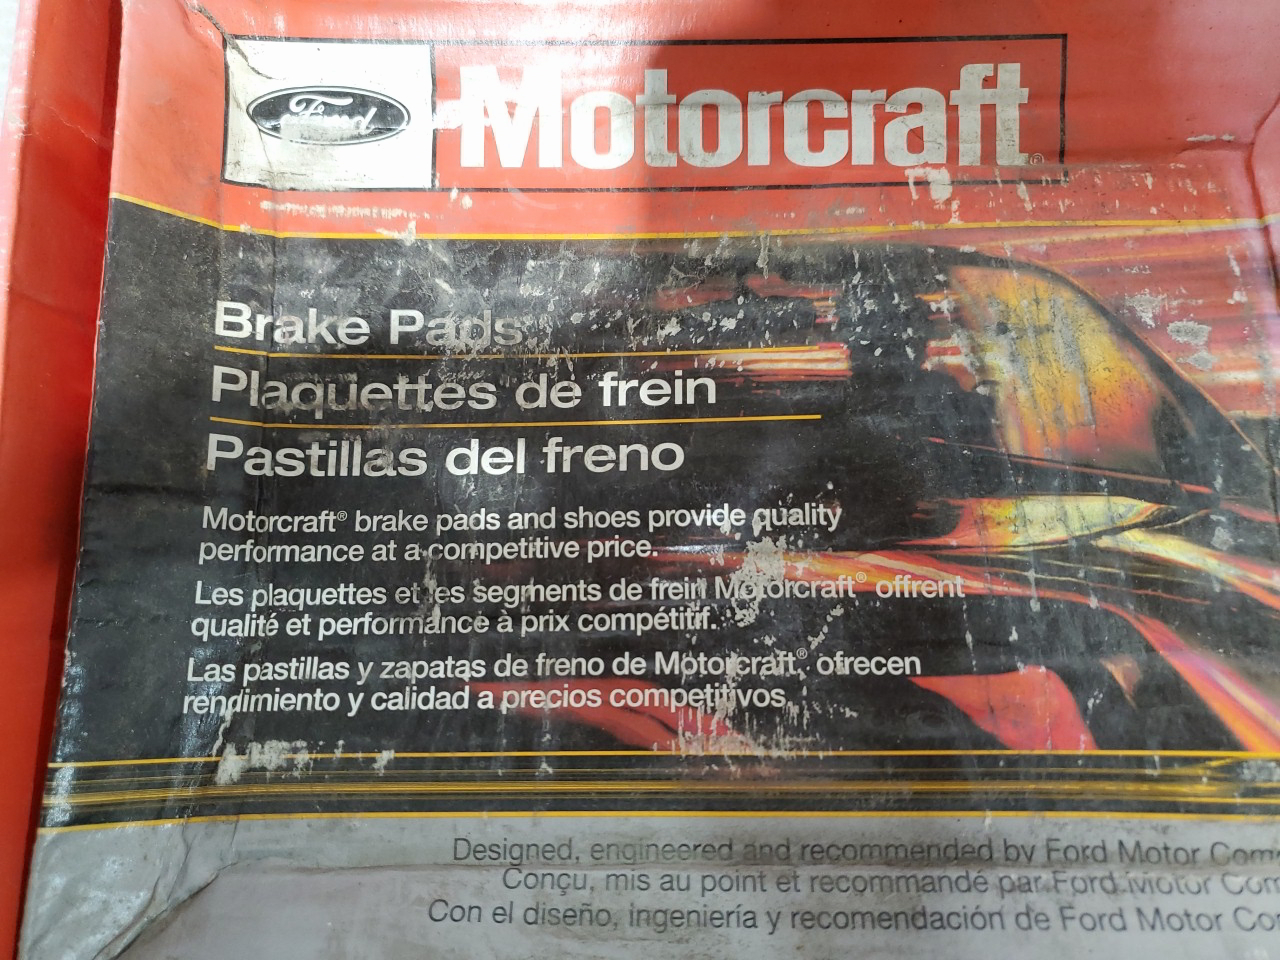 Ford
Motorcraft®
Brake Pads
Plaquettes de frein
Pastillas del freno
Motorcraft® brake pads and shoes provide quality
performance at a competitive price.
Les plaquettes et les segments de frein Motorcraft® offrent
qualité et performance à prix compétitif.
Las pastillas y zapatas de freno de Motorcraft® ofrecen
rendimiento y calidad a precios competitivos.
Designed, engineered and recommended by Ford Motor
Conçu, mis au point et recommandé par Ford Motor
Con el diseño, ingeniería y recomendación de Ford Motor